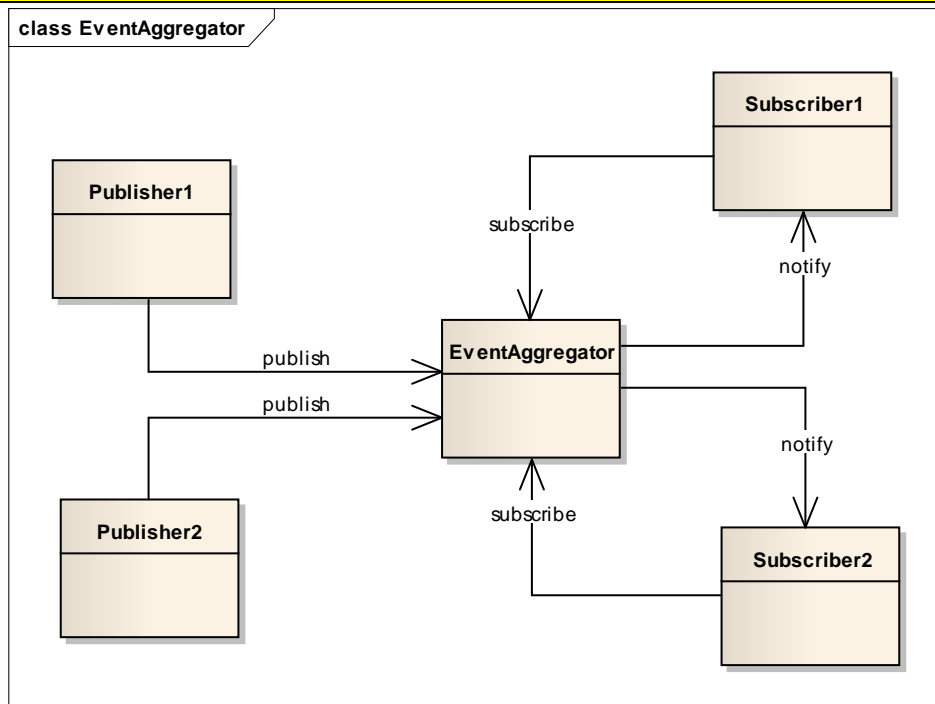 class EventAggregator
Subscriber1
Publisher1
subscribe
notify
EventAggregator
publish
publish
notify
subscribe
Publisher2
Subscriber2